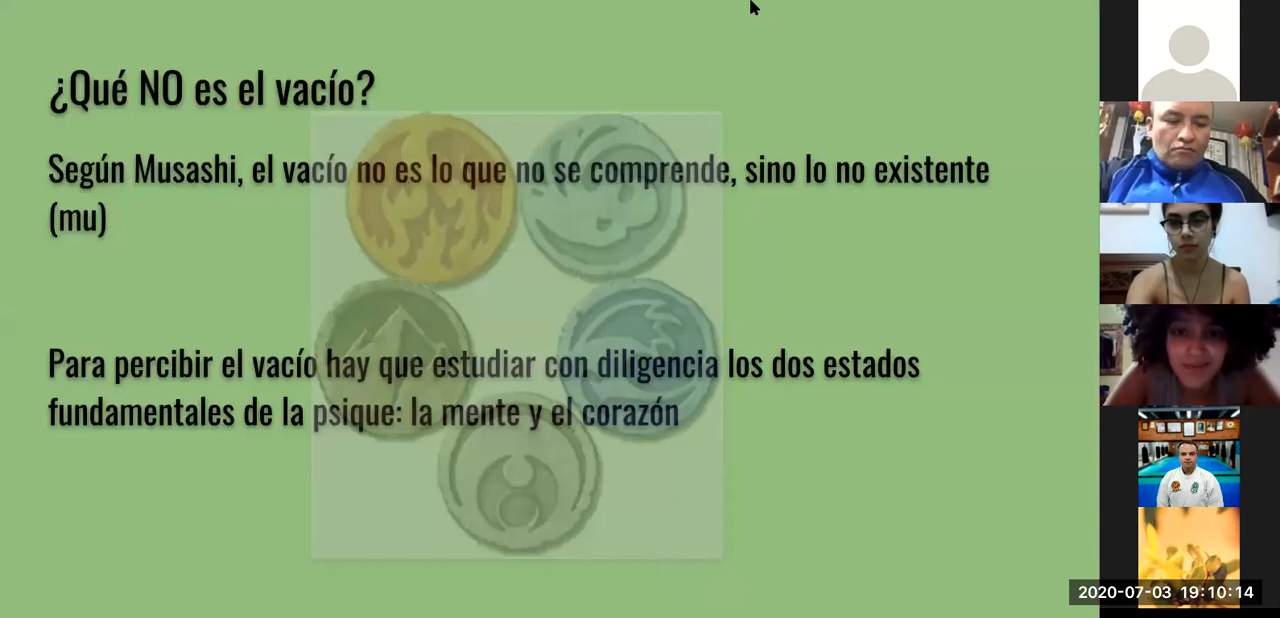 ¿Qué NO es el vacío?
Según Musashi, el vacío no es lo que no se comprende, sino lo no existente
(mu)
Para percibir el vacío hay que estudiar con diligencia los dos estados
fundamentales de la psique: la mente y el corazón
2020-07-03 19:10:14